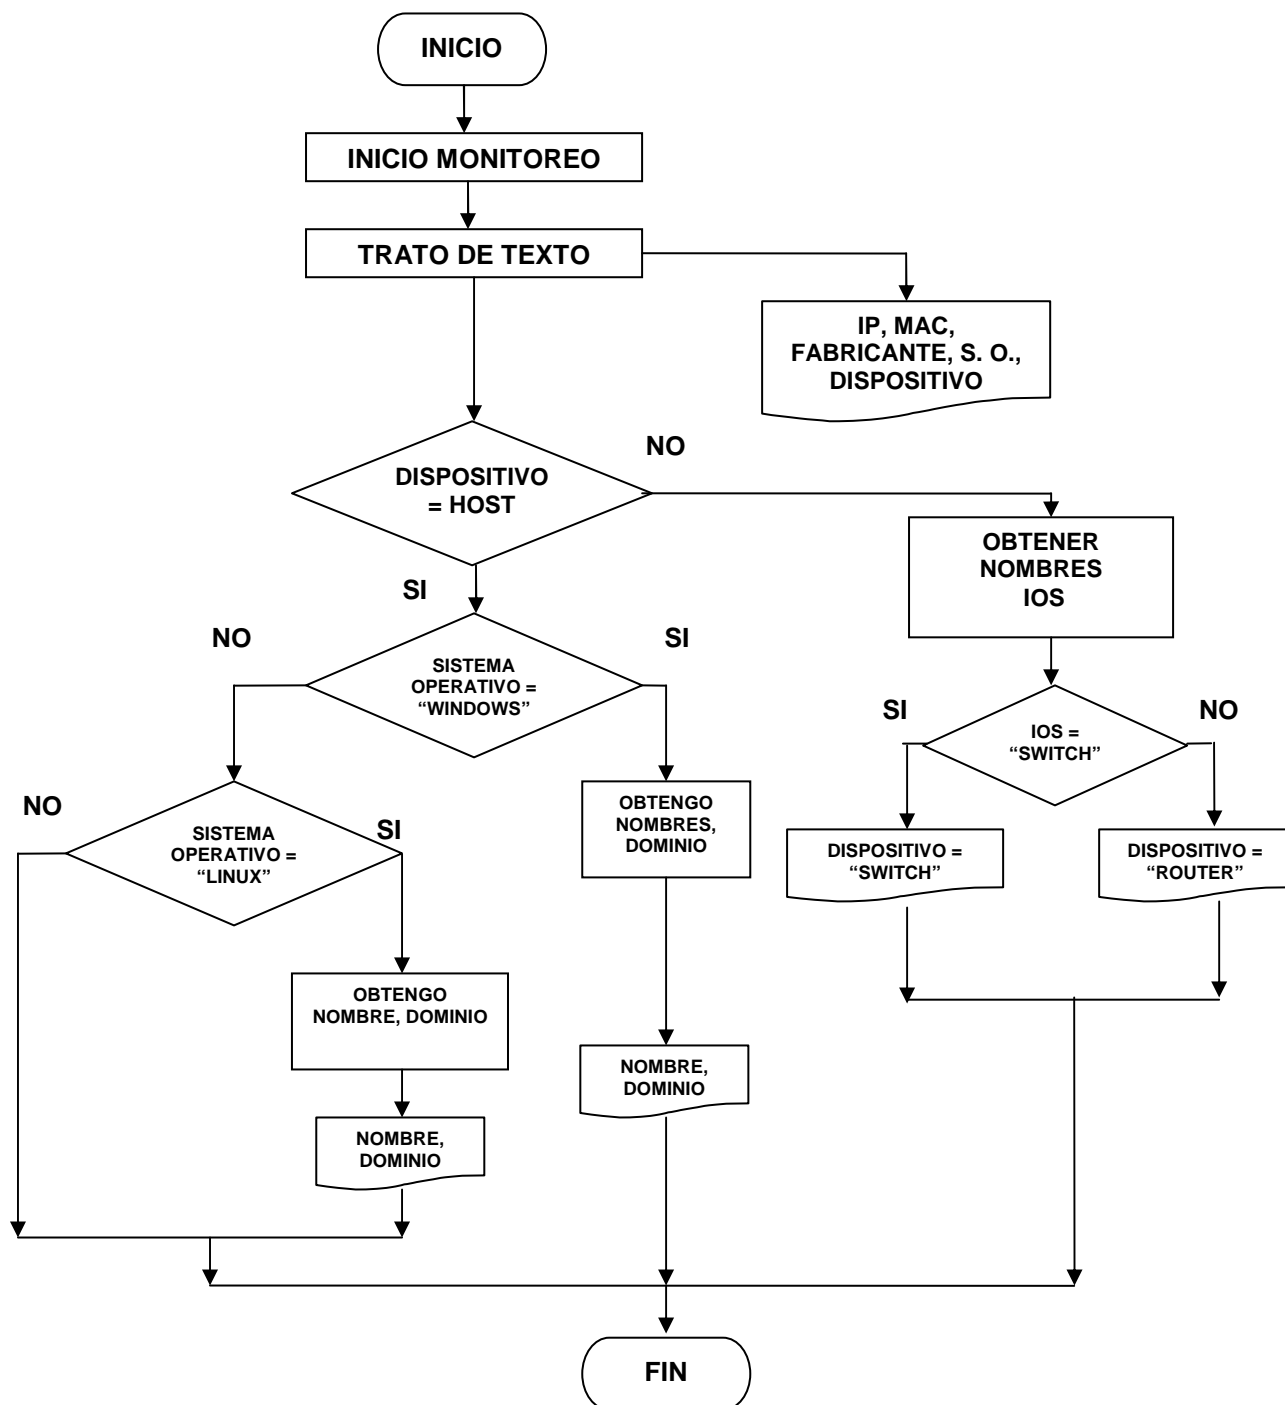 INICIO
INICIO MONITOREO
TRATO DE TEXTO
IP, MAC,
FABRICANTE, S. O.,
DISPOSITIVO
DISPOSITIVO
= HOST
NO
SI
OBTENER
NOMBRES
IOS
NO
SI
SISTEMA
OPERATIVO =
“WINDOWS”
SI
NO
IOS =
“SWITCH”
NO
SI
SISTEMA
OPERATIVO =
“LINUX”
OBTENGO
NOMBRES,
DOMINIO
DISPOSITIVO =
“SWITCH”
DISPOSITIVO =
“ROUTER”
OBTENGO
NOMBRE, DOMINIO
NOMBRE,
DOMINIO
NOMBRE,
DOMINIO
FIN